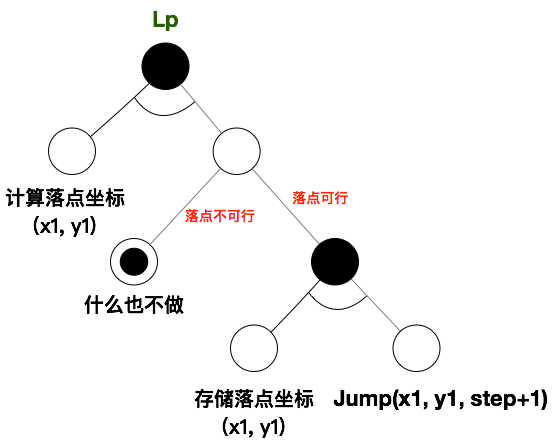 Lp
计算落点坐标
(x1, y1)
落点不可行
落点可行
什么也不做
存储落点坐标
(x1, y1)
Jump(x1, y1, step+1)